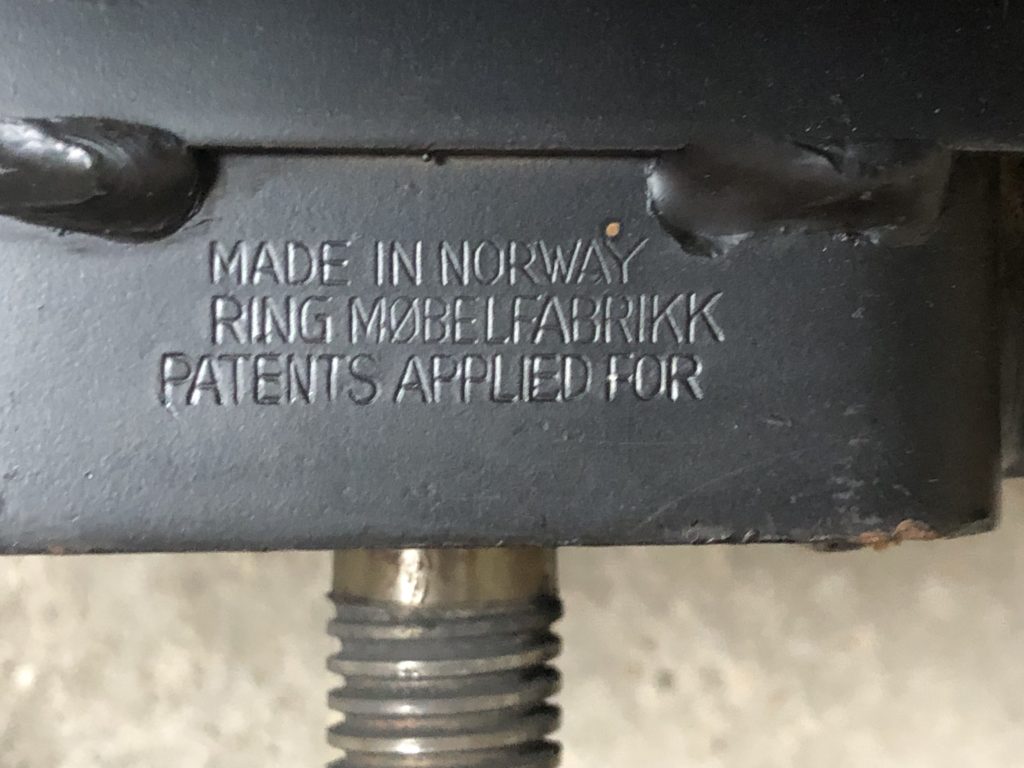 MADE IN NORWAY
RING MØBELFABRIKK
PATENTS APPLIED FOR